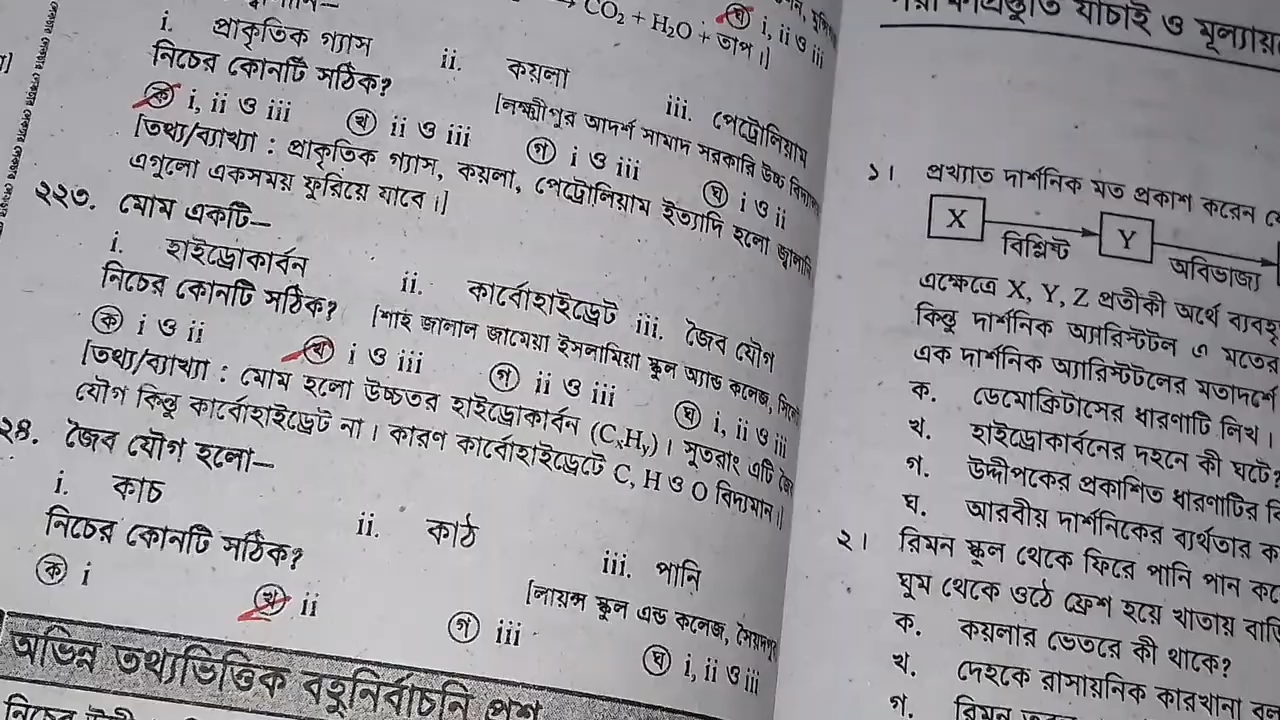 i. প্রাকৃতিক গ্যাস ii. কয়লা iii. পেট্রোলিয়াম
CO₂ + H₂O + তাপ।] ঘ i, ii ও iii
নিচের কোনটি সঠিক? [লক্ষ্মীপুর আদর্শ সামাদ সরকারি উচ্চ
ক i, ii ও iii খ ii ও iii গ i ও iii ঘ i ও ii
[তথ্য/ব্যাখ্যা : প্রাকৃতিক গ্যাস, কয়লা, পেট্রোলিয়াম ইত্যাদি হলো জ্বালানি
এগুলো একসময় ফুরিয়ে যাবে।]
২২৩. মোম একটি—
i. হাইড্রোকার্বন ii. কার্বোহাইড্রেট iii. জৈব যৌগ
নিচের কোনটি সঠিক? [শাহ জালাল জামেয়া ইসলামিয়া স্কুল অ্যান্ড কলেজ,
ক i ও ii খ i ও iii গ ii ও iii ঘ i, ii ও iii
[তথ্য/ব্যাখ্যা : মোম হলো উচ্চতর হাইড্রোকার্বন (CₓHᵧ)। সুতরাং এটি
যৌগ কিন্তু কার্বোহাইড্রেট না। কারণ কার্বোহাইড্রেটে C, H ও O বিদ্যমান।]
২৪. জৈব যৌগ হলো—
i. কাচ ii. কাঠ iii. পানি
নিচের কোনটি সঠিক? [লায়ন্স স্কুল এন্ড কলেজ, সৈয়দপুর
ক i খ ii গ iii ঘ i, ii ও iii
অভিন্ন তথ্যভিত্তিক বহুনির্বাচনি প্রশ্ন
যাচাই ও মূল্যায়ন
১। প্রখ্যাত দার্শনিক মত প্রকাশ করেন
X বিশ্লিষ্ট Y অবিভাজ্য
এক্ষেত্রে X, Y, Z প্রতীকী অর্থে
কিন্তু দার্শনিক অ্যারিস্টটল এ মতের
এক দার্শনিক অ্যারিস্টটলের মতাদর্শে
ক. ডেমোক্রিটাসের ধারণাটি লিখ।
খ. হাইড্রোকার্বনের দহনে কী ঘটে?
গ. উদ্দীপকের প্রকাশিত ধারণাটির
ঘ. আরবীয় দার্শনিকের ব্যর্থতার
২। রিমন স্কুল থেকে ফিরে পানি পান
ঘুম থেকে ওঠে ফ্রেশ হয়ে খাতায়
ক. কয়লার ভেতরে কী থাকে?
খ. দেহকে রাসায়নিক কারখানা
গ. রিমন